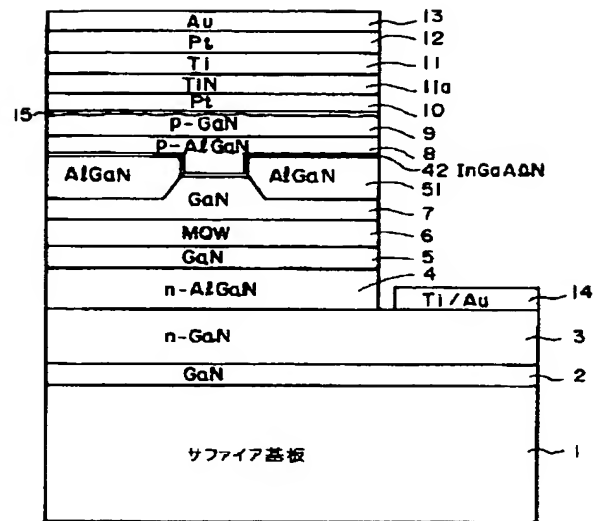 Au 13
Pt 12
Ti 11
TiN 11a
Pt 10
15
p-GaN 9
p-AlGaN 8
42 InGaAlN
AlGaN AlGaN 51
GaN 7
MQW 6
GaN 5
n-AlGaN 4
Ti/Au 14
n-GaN 3
GaN 2
サファイア基板 1